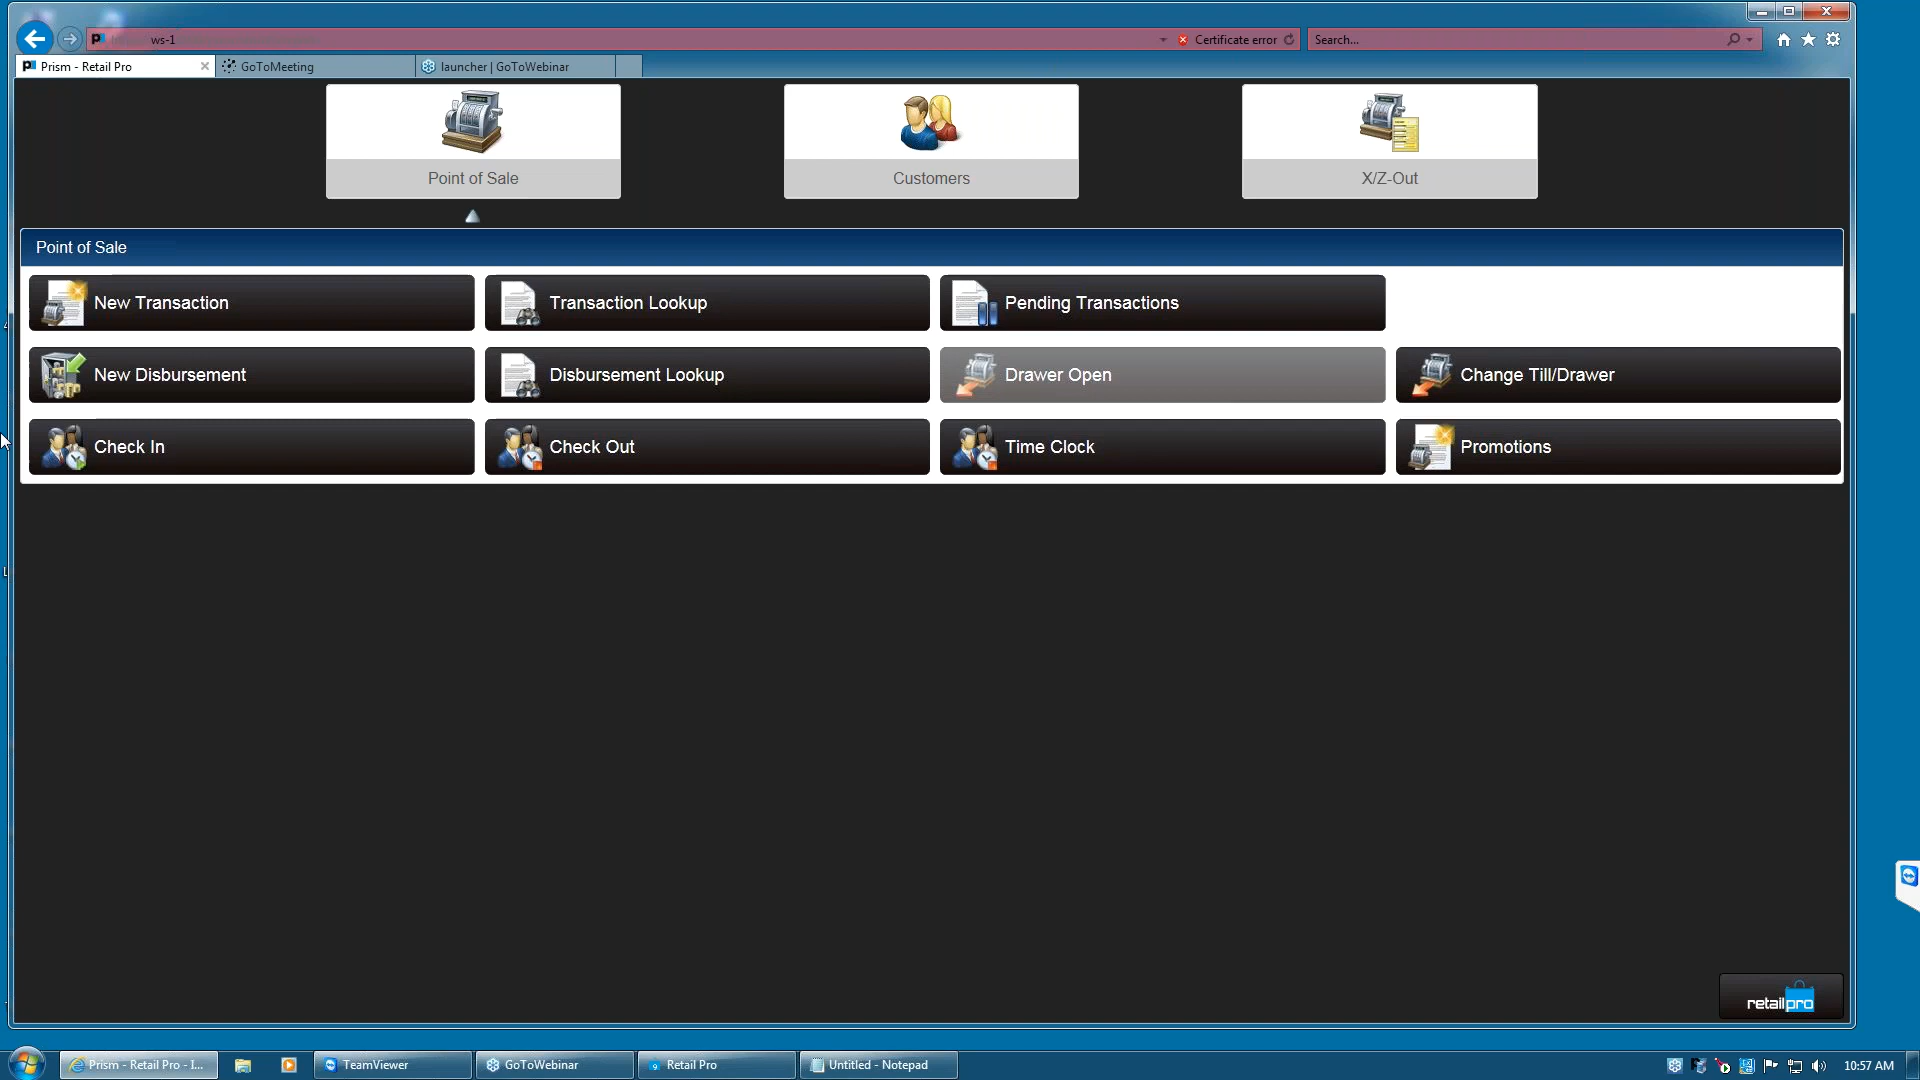 ws-1
Certificate error
Search...
Prism - Retail Pro
GoToMeeting
launcher | GoToWebinar
Point of Sale
Customers
X/Z-Out
Point of Sale
New Transaction
Transaction Lookup
Pending Transactions
New Disbursement
Disbursement Lookup
Drawer Open
Change Till/Drawer
Check In
Check Out
Time Clock
Promotions
retailpro
Prism - Retail Pro - I...
TeamViewer
GoToWebinar
Retail Pro
Untitled - Notepad
10:57 AM